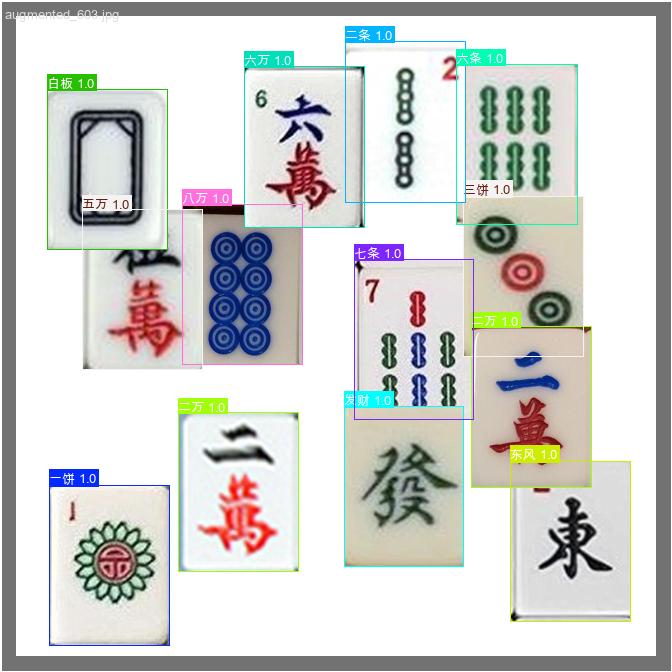 augmented_603.jpg
二条 1.0
2
六万 1.0
6
六
萬
六条 1.0
白板 1.0
三饼 1.0
五万 1.0
萬
八万 1.0
七条 1.0
7
二万 1.0
二
萬
发财 1.0
發
二万 1.0
二
萬
东风 1.0
東
一饼 1.0
1